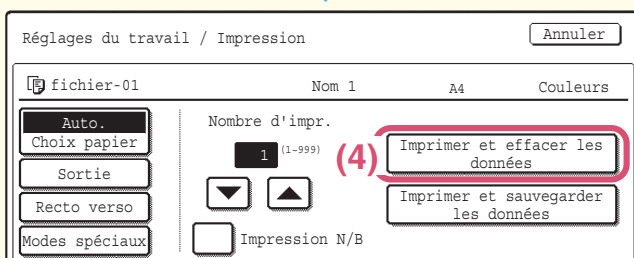 Réglages du travail / Impression
Annuler
fichier-01 Nom 1 A4 Couleurs
Auto.
Choix papier
Sortie
Recto verso
Modes spéciaux
Nombre d'impr.
1 (1-999)
Impression N/B
(4)
Imprimer et effacer les
données
Imprimer et sauvegarder
les données